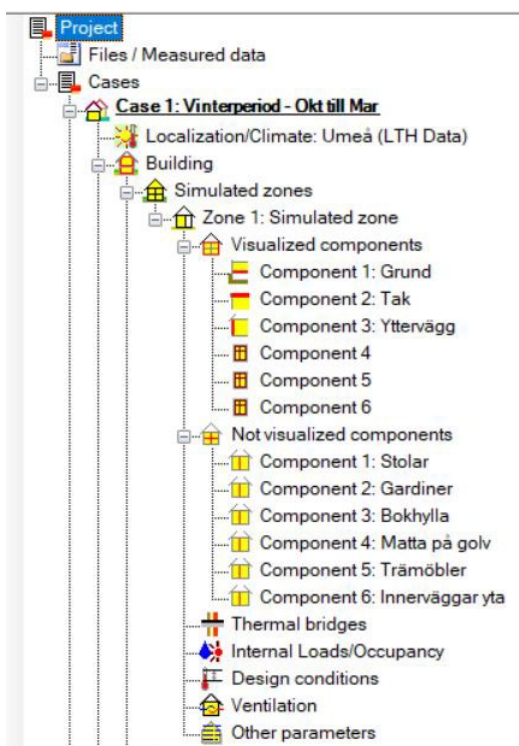 Project
Files / Measured data
Cases
Case 1: Vinterperiod - Okt till Mar
Localization/Climate: Umeå (LTH Data)
Building
Simulated zones
Zone 1: Simulated zone
Visualized components
Component 1: Grund
Component 2: Tak
Component 3: Yttervägg
Component 4
Component 5
Component 6
Not visualized components
Component 1: Stolar
Component 2: Gardiner
Component 3: Bokhylla
Component 4: Matta på golv
Component 5: Trämöbler
Component 6: Innerväggar yta
Thermal bridges
Internal Loads/Occupancy
Design conditions
Ventilation
Other parameters